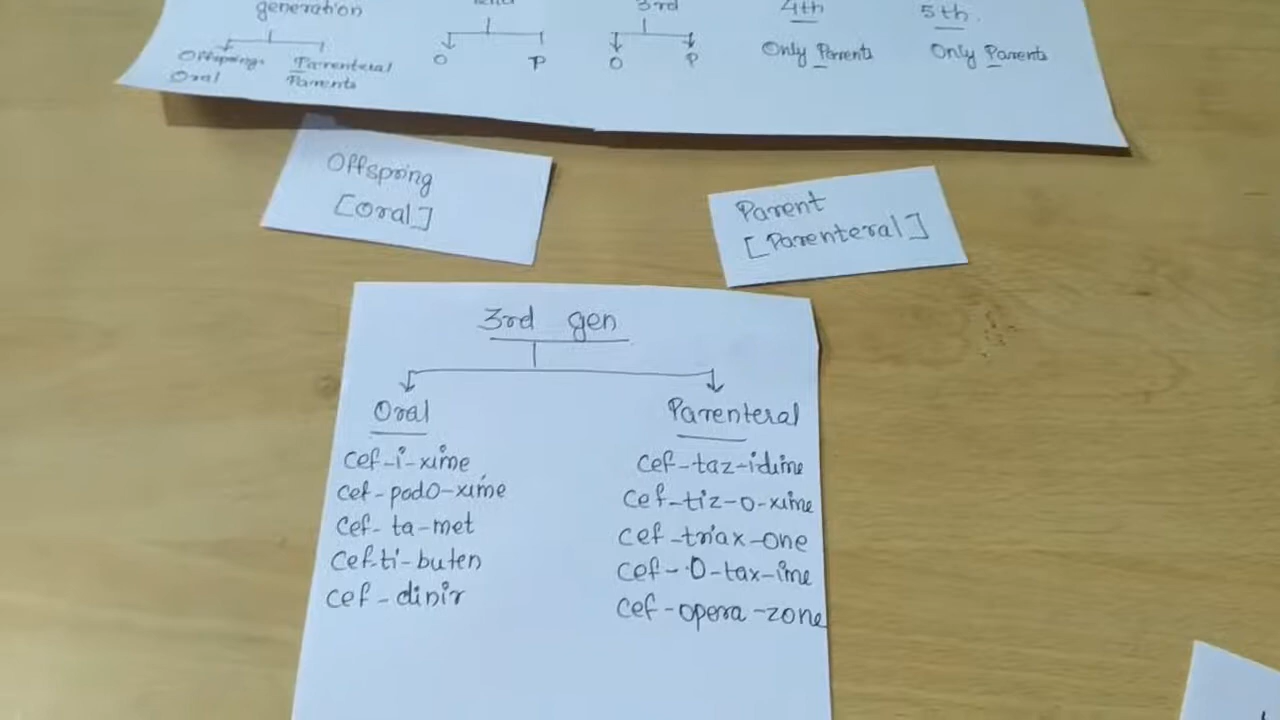 generation
3rd
4th
5th.
Offsprings
Oral
Parenteral
Parents
O
P
O
P
Only Parents
Only Parents
Offspring
[Oral]
Parent
[Parenteral]
3rd gen
Oral
Parenteral
cef-i-xime
cef-podo-xime
cef-ta-met
cef-ti-buten
cef-dinir
cef-taz-idime
cef-tiz-o-xime
cef-triax-one
cef-O-tax-ime
cef-opera-zone